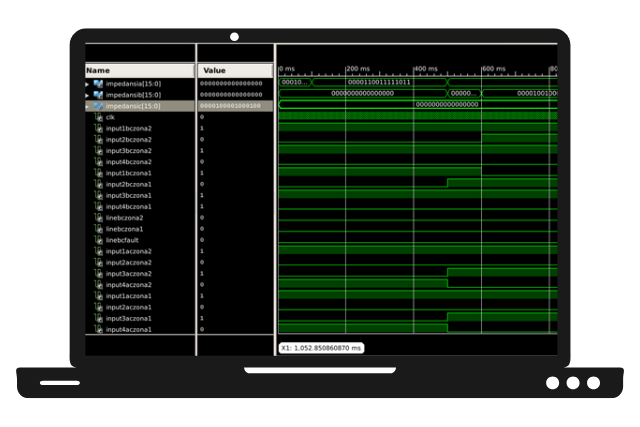 Name Value
0 ms 200 ms 400 ms 600 ms
impedansia[15:0] 0000000000000000 00010... 0000110011111011
impedansib[15:0] 0000000000000000 0000000000000000 00000...
impedansic[15:0] 0000100001000100 0000000000000000
clk 0
input1bczona2 1
input2bczona2 0
input3bczona2 1
input4bczona2 0
input1bczona1 1
input2bczona1 0
input3bczona1 1
input4bczona1 0
linebczona2 0
linebczona1 0
linebcfault 0
input1aczona2 1
input2aczona2 0
input3aczona2 1
input4aczona2 0
input1aczona1 1
input2aczona1 0
input3aczona1 1
input4aczona1 0
X1: 1,052.850860870 ms